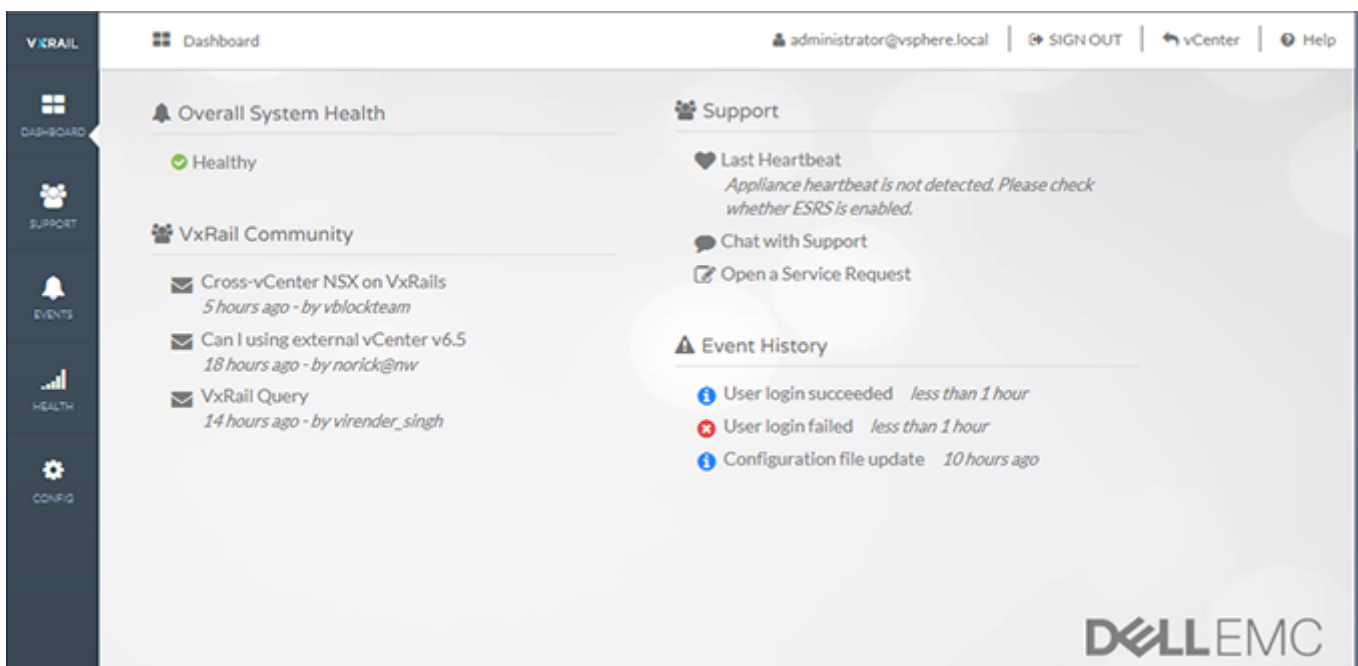 VXRAIL
Dashboard
administrator@vsphere.local
SIGN OUT
vCenter
Help
DASHBOARD
SUPPORT
EVENTS
HEALTH
CONFIG
Overall System Health
Healthy
VxRail Community
Cross-vCenter NSX on VxRails
5 hours ago - by vblockteam
Can I using external vCenter v6.5
18 hours ago - by norick@nw
VxRail Query
14 hours ago - by virender_singh
Support
Last Heartbeat
Appliance heartbeat is not detected. Please check
whether ESRS is enabled.
Chat with Support
Open a Service Request
Event History
User login succeeded less than 1 hour
User login failed less than 1 hour
Configuration file update 10 hours ago
DELLEMC